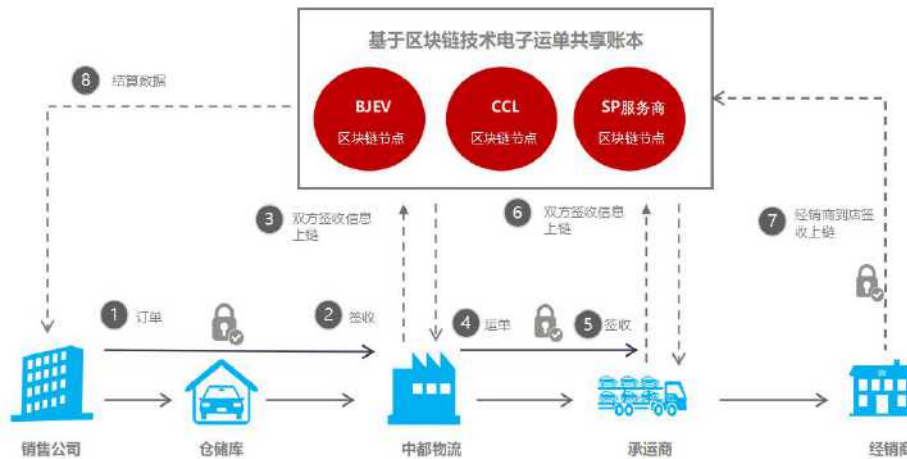 基于区块链技术电子运单共享账本
BJEV
区块链节点
CCL
区块链节点
SP服务商
区块链节点
8 结算数据
3 双方签收信息
上链
6 双方签收信息
上链
7 经销商到店签
收上链
1 订单
2 签收
4 运单
5 签收
销售公司
仓储库
中都物流
承运商
经销商